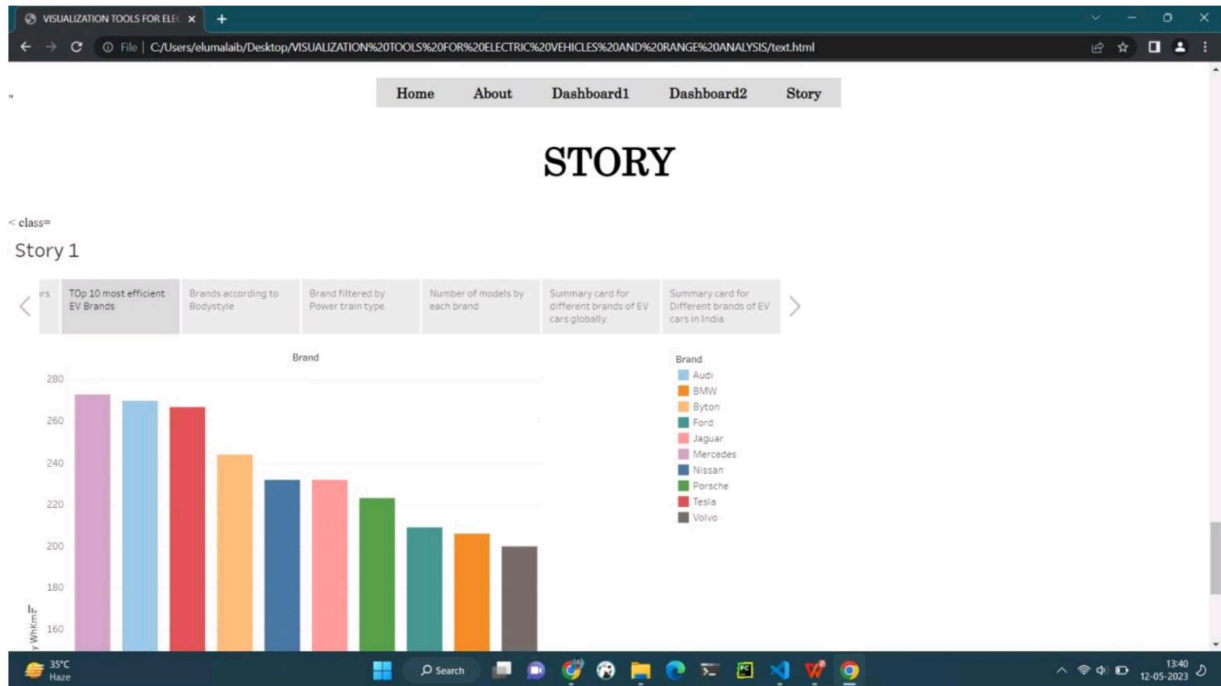 VISUALIZATION TOOLS FOR ELEC
File | C:/Users/elumalaib/Desktop/VISUALIZATION%20TOOLS%20FOR%20ELECTRIC%20VEHICLES%20AND%20RANGE%20ANALYSIS/text.html
"
Home About Dashboard1 Dashboard2 Story
STORY
< class=
Story 1
TOp 10 most efficient
EV Brands
Brands according to
Bodystyle
Brand filtered by
Power train type.
Number of models by
each brand
Summary card for
different brands of EV
cars globally.
Summary card for
Different brands of EV
cars in India
Brand
280
260
240
220
200
180
160
y WhKm
Brand
Audi
BMW
Byton
Ford
Jaguar
Mercedes
Nissan
Porsche
Tesla
Volvo
35°C
Haze
Search
13:40
12-05-2023